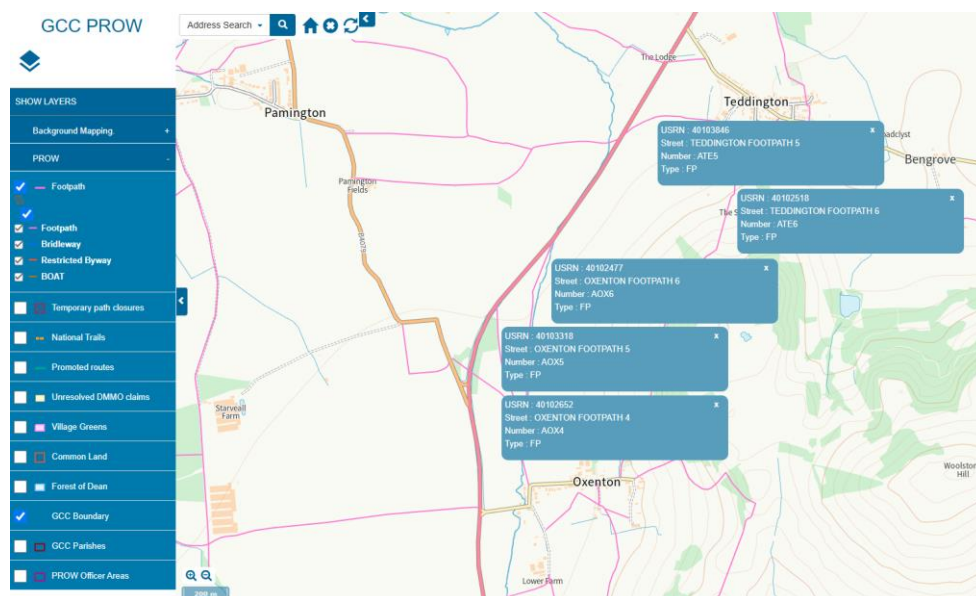 GCC PROW
Address Search
SHOW LAYERS
Background Mapping. +
PROW -
Footpath
Footpath
Bridleway
Restricted Byway
BOAT
Temporary path closures
National Trails
Promoted routes
Unresolved DMMO claims
Village Greens
Common Land
Forest of Dean
GCC Boundary
GCC Parishes
PROW Officer Areas
The Lodge
Pamington
Teddington
USRN : 40103846 x
Street : TEDDINGTON FOOTPATH 5
Number : ATE5
Type : FP
adclyst
Bengrove
Pamington
Fields
USRN : 40102518 x
Street : TEDDINGTON FOOTPATH 6
Number : ATE6
Type : FP
The S
B4079
USRN : 40102477 x
Street : OXENTON FOOTPATH 6
Number : AOX6
Type : FP
USRN : 40103318 x
Street : OXENTON FOOTPATH 5
Number : AOX5
Type : FP
USRN : 40102652 x
Street : OXENTON FOOTPATH 4
Number : AOX4
Type : FP
Starveall
Farm
Woolston
Hill
Oxenton
Lower Farm
200 m